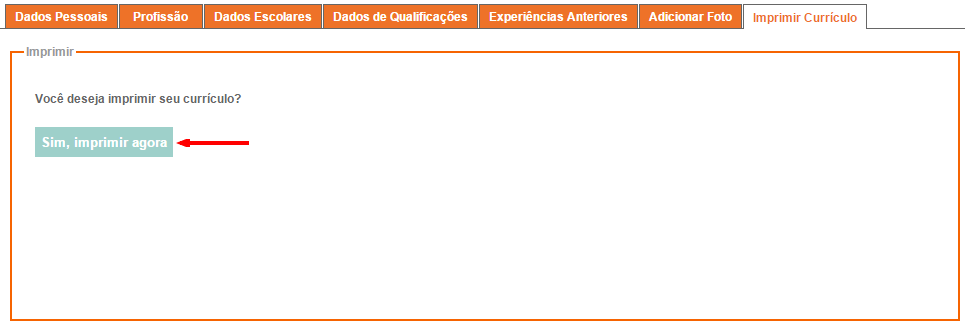 Dados Pessoais Profissão Dados Escolares Dados de Qualificações Experiências Anteriores Adicionar Foto Imprimir Currículo
Imprimir
Você deseja imprimir seu currículo?
Sim, imprimir agora